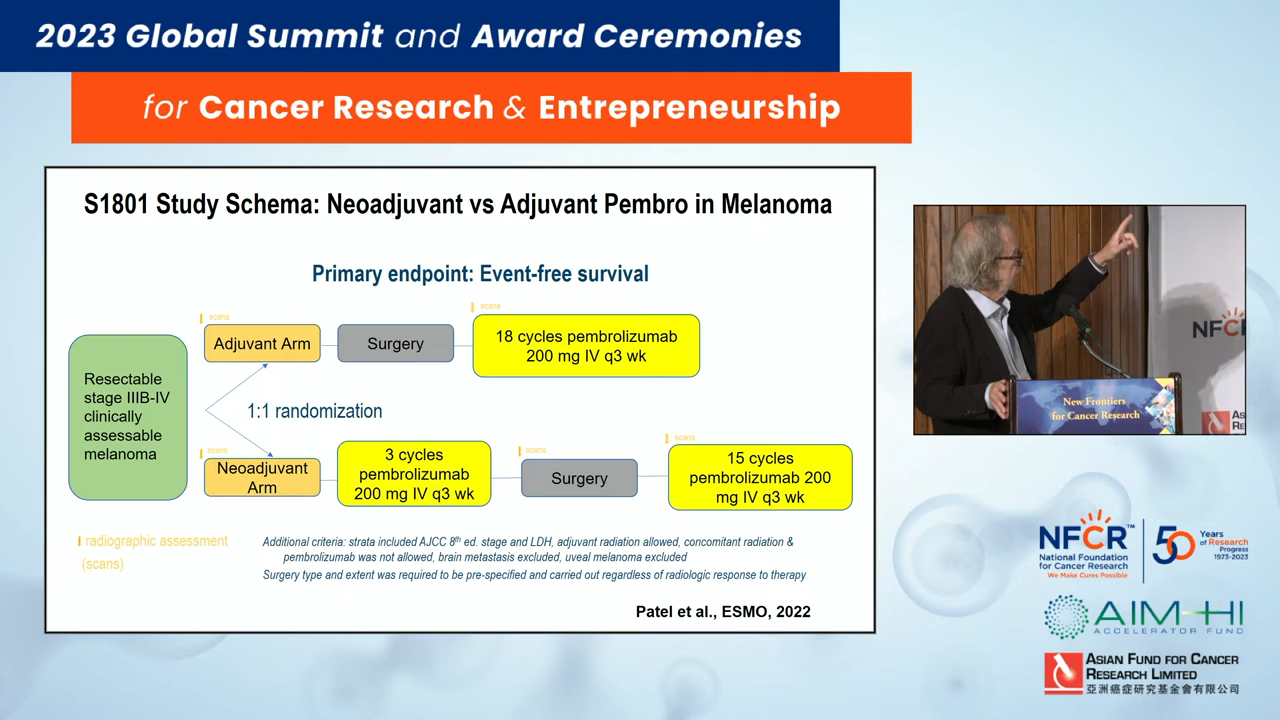 2023 Global Summit and Award Ceremonies
for Cancer Research & Entrepreneurship
S1801 Study Schema: Neoadjuvant vs Adjuvant Pembro in Melanoma
Primary endpoint: Event-free survival
scans
scans
Adjuvant Arm
Surgery
18 cycles pembrolizumab
200 mg IV q3 wk
Resectable
stage IIIB-IV
clinically
assessable
melanoma
1:1 randomization
scans
scans
scans
Neoadjuvant
Arm
3 cycles
pembrolizumab
200 mg IV q3 wk
Surgery
15 cycles
pembrolizumab 200
mg IV q3 wk
radiographic assessment
(scans)
Additional criteria: strata included AJCC 8th ed. stage and LDH, adjuvant radiation allowed, concomitant radiation &
pembrolizumab was not allowed, brain metastasis excluded, uveal melanoma excluded
Surgery type and extent was required to be pre-specified and carried out regardless of radiologic response to therapy
Patel et al., ESMO, 2022
NFCR
New Frontiers
for Cancer Research
As
Re
NFCR™
National Foundation
for Cancer Research
We Make Cures Possible
50
Years
of Research
Progress
1973-2023
AIM-HI
ACCELERATOR FUND
ASIAN FUND FOR CANCER
RESEARCH LIMITED
亞洲癌症研究基金會有限公司